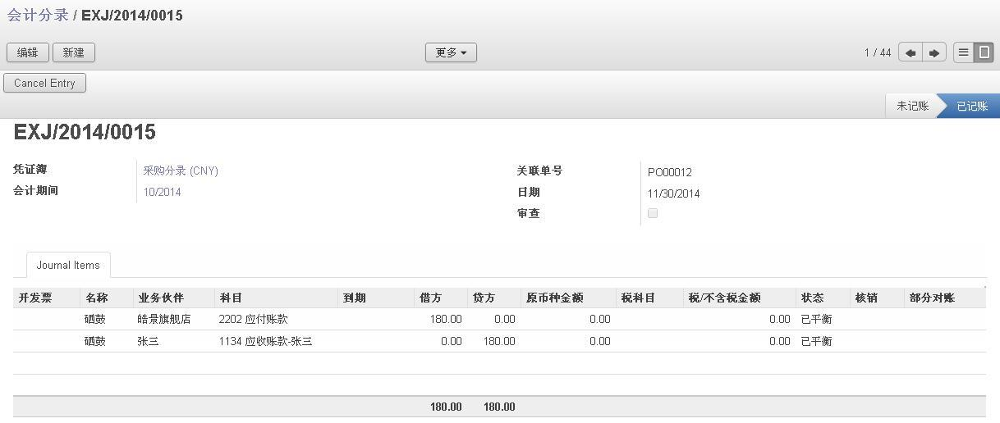 会计分录 / EXJ/2014/0015
编辑 新建 更多 1 / 44
Cancel Entry
未记账 已记账
EXJ/2014/0015
凭证簿 采购分录 (CNY) 关联单号 PO00012
会计期间 10/2014 日期 11/30/2014
审查
Journal Items
开发票 名称 业务伙伴 科目 到期 借方 贷方 原币种金额 税科目 税/不含税金额 状态 核销 部分对账
硒鼓 皓景旗舰店 2202 应付账款 180.00 0.00 0.00 0.00 已平衡
硒鼓 张三 1134 应收账款-张三 0.00 180.00 0.00 0.00 已平衡
180.00 180.00